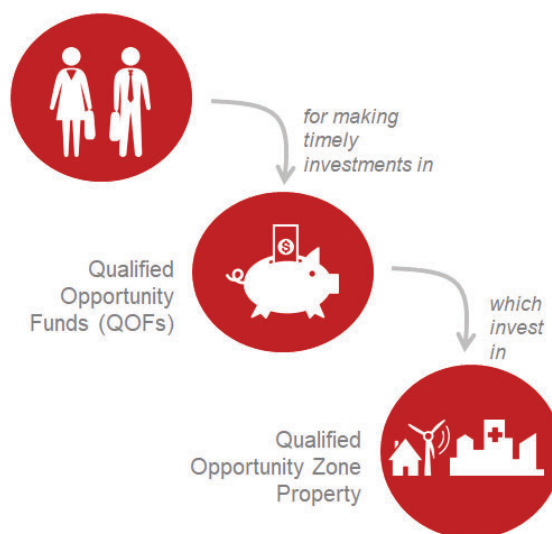 for making
timely
investments in
$
Qualified
Opportunity
Funds (QOFs)
which
invest
in
Qualified
Opportunity Zone
Property